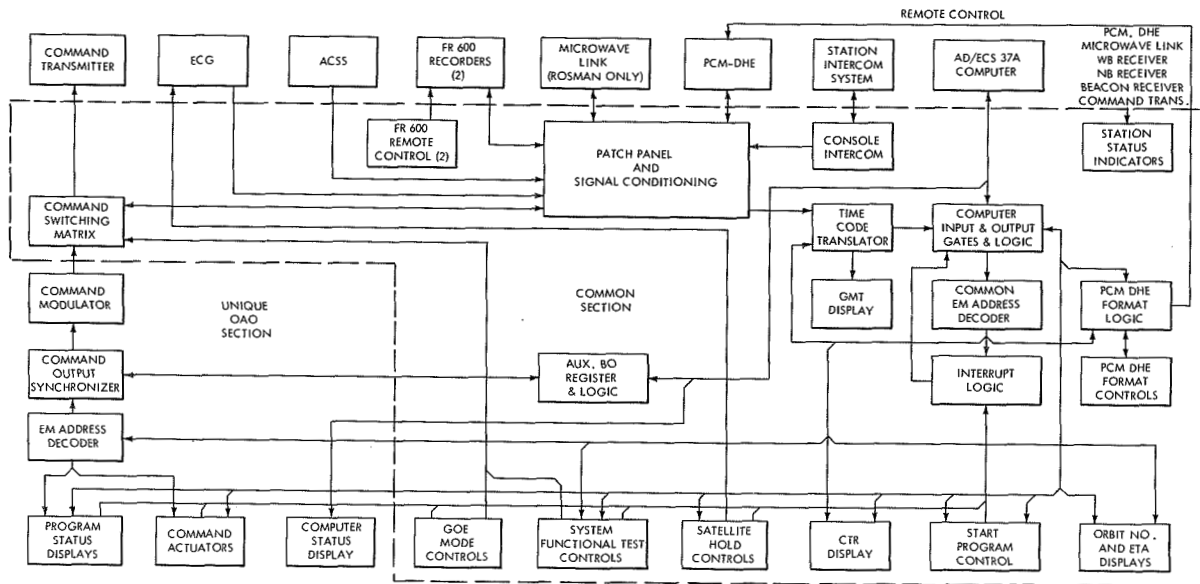 REMOTE CONTROL
COMMAND
TRANSMITTER
ECG
ACSS
FR 600
RECORDERS
(2)
MICROWAVE
LINK
(ROSMAN ONLY)
PCM-DHE
STATION
INTERCOM
SYSTEM
AD/ECS 37A
COMPUTER
PCM, DHE
MICROWAVE LINK
WB RECEIVER
NB RECEIVER
BEACON RECEIVER
COMMAND TRANS.
FR 600
REMOTE
CONTROL (2)
PATCH PANEL
AND
SIGNAL CONDITIONING
CONSOLE
INTERCOM
STATION
STATUS
INDICATORS
COMMAND
SWITCHING
MATRIX
TIME
CODE
TRANSLATOR
COMPUTER
INPUT & OUTPUT
GATES & LOGIC
COMMAND
MODULATOR
UNIQUE
OAO
SECTION
COMMON
SECTION
GMT
DISPLAY
COMMON
EM ADDRESS
DECODER
PCM DHE
FORMAT
LOGIC
COMMAND
OUTPUT
SYNCHRONIZER
AUX. BO
REGISTER
& LOGIC
INTERRUPT
LOGIC
PCM DHE
FORMAT
CONTROLS
EM ADDRESS
DECODER
PROGRAM
STATUS
DISPLAYS
COMMAND
ACTUATORS
COMPUTER
STATUS
DISPLAY
GOE
MODE
CONTROLS
SYSTEM
FUNCTIONAL TEST
CONTROLS
SATELLITE
HOLD
CONTROLS
CTR
DISPLAY
START
PROGRAM
CONTROL
ORBIT NO.
AND ETA
DISPLAYS